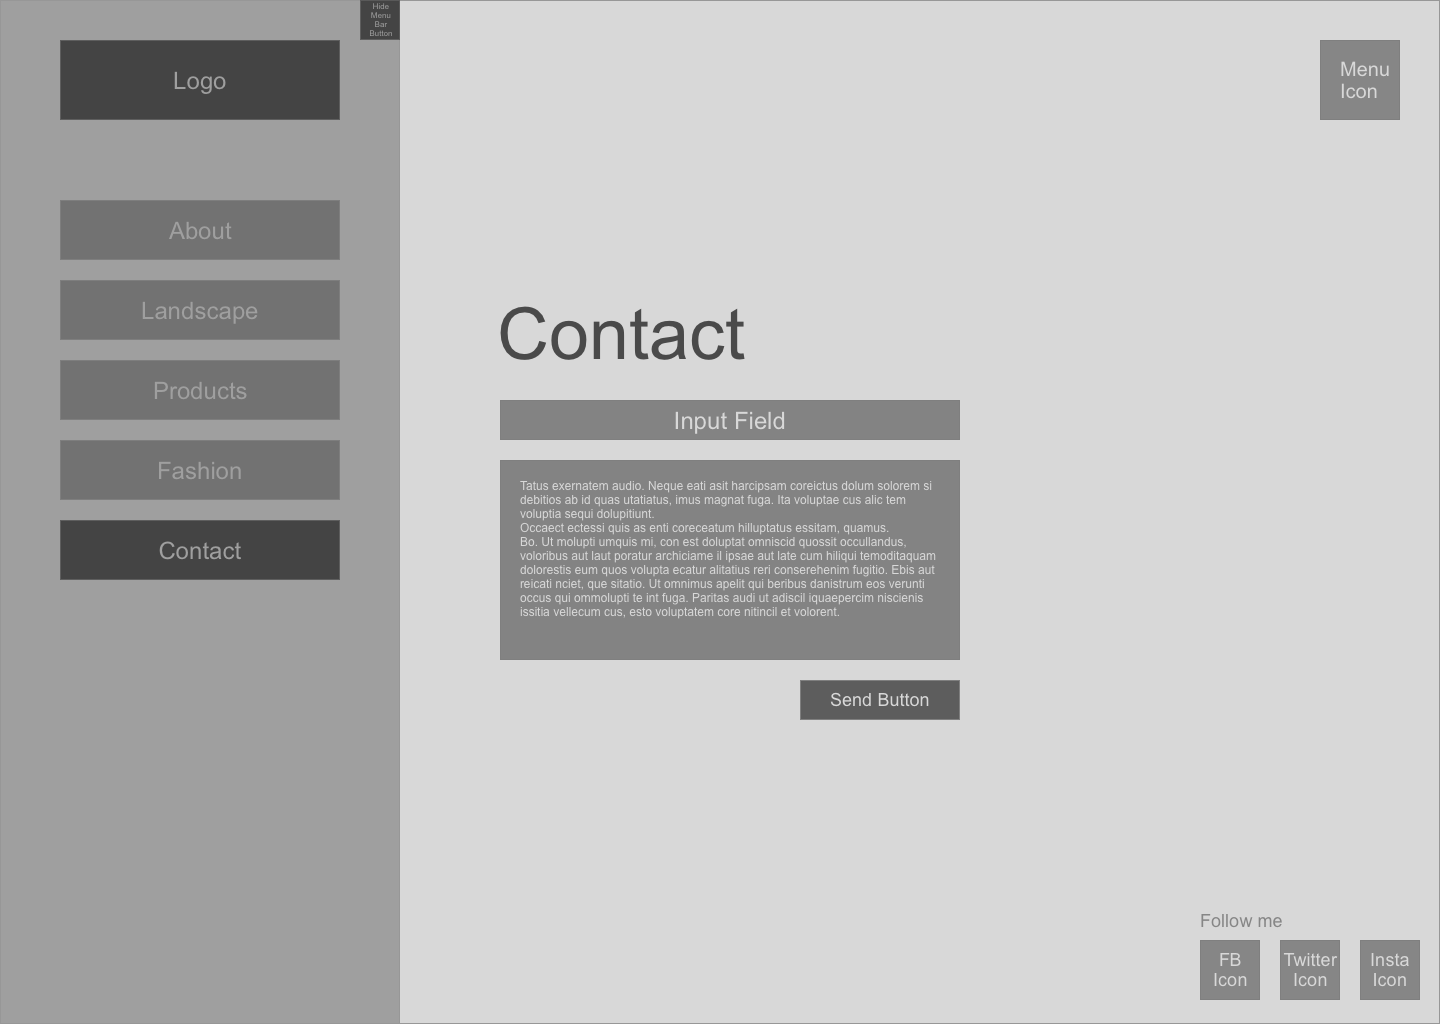 Hide
Menu
Bar
Button
Logo
Menu
Icon
About
Landscape
Products
Fashion
Contact
Contact
Input Field
Tatus exernatem audio. Neque eati asit harcipsam coreictus dolum solorem si
debitios ab id quas utatiatus, imus magnat fuga. Ita voluptae cus alic tem
voluptia sequi dolupitiunt.
Occaect ectessi quis as enti coreceatum hilluptatus essitam, quamus.
Bo. Ut molupti umquis mi, con est doluptat omniscid quossit occullandus,
voloribus aut laut poratur archiciame il ipsae aut late cum hiliqui temoditaquam
dolorestis eum quos volupta ecatur alitatius reri conserehenim fugitio. Ebis aut
reicati nciet, que sitatio. Ut omnimus apelit qui beribus danistrum eos verunti
occus qui ommolupti te int fuga. Paritas audi ut adiscil iquaepercim niscienis
issitia vellecum cus, esto voluptatem core nitincil et volorent.
Send Button
Follow me
FB
Icon
Twitter
Icon
Insta
Icon